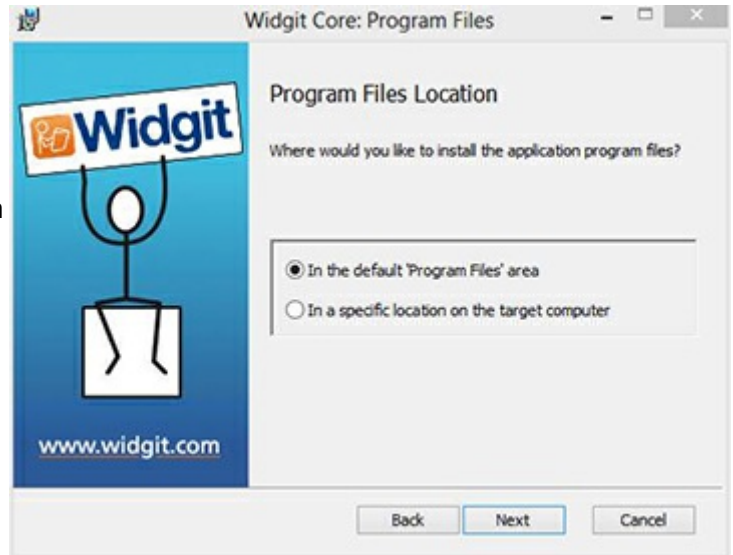 Widgit Core: Program Files
Widgit
Program Files Location
Where would you like to install the application program files?
In the default 'Program Files' area
In a specific location on the target computer
www.widgit.com
Back Next Cancel